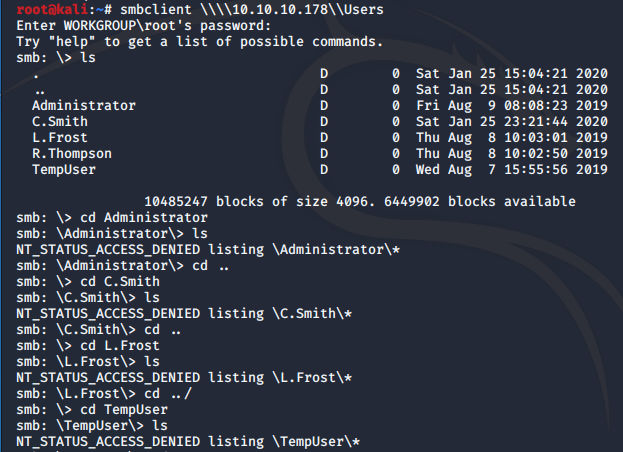 root@kali:~# smbclient \\\\10.10.10.178\\Users
Enter WORKGROUP\root's password:
Try "help" to get a list of possible commands.
smb: \> ls
. D 0 Sat Jan 25 15:04:21 2020
.. D 0 Sat Jan 25 15:04:21 2020
Administrator D 0 Fri Aug 9 08:08:23 2019
C.Smith D 0 Sat Jan 25 23:21:44 2020
L.Frost D 0 Thu Aug 8 10:03:01 2019
R.Thompson D 0 Thu Aug 8 10:02:50 2019
TempUser D 0 Wed Aug 7 15:55:56 2019
10485247 blocks of size 4096. 6449902 blocks available
smb: \> cd Administrator
smb: \Administrator\> ls
NT_STATUS_ACCESS_DENIED listing \Administrator\*
smb: \Administrator\> cd ..
smb: \> cd C.Smith
smb: \C.Smith\> ls
NT_STATUS_ACCESS_DENIED listing \C.Smith\*
smb: \C.Smith\> cd ..
smb: \> cd L.Frost
smb: \L.Frost\> ls
NT_STATUS_ACCESS_DENIED listing \L.Frost\*
smb: \L.Frost\> cd ../
smb: \> cd TempUser
smb: \TempUser\> ls
NT_STATUS_ACCESS_DENIED listing \TempUser\*